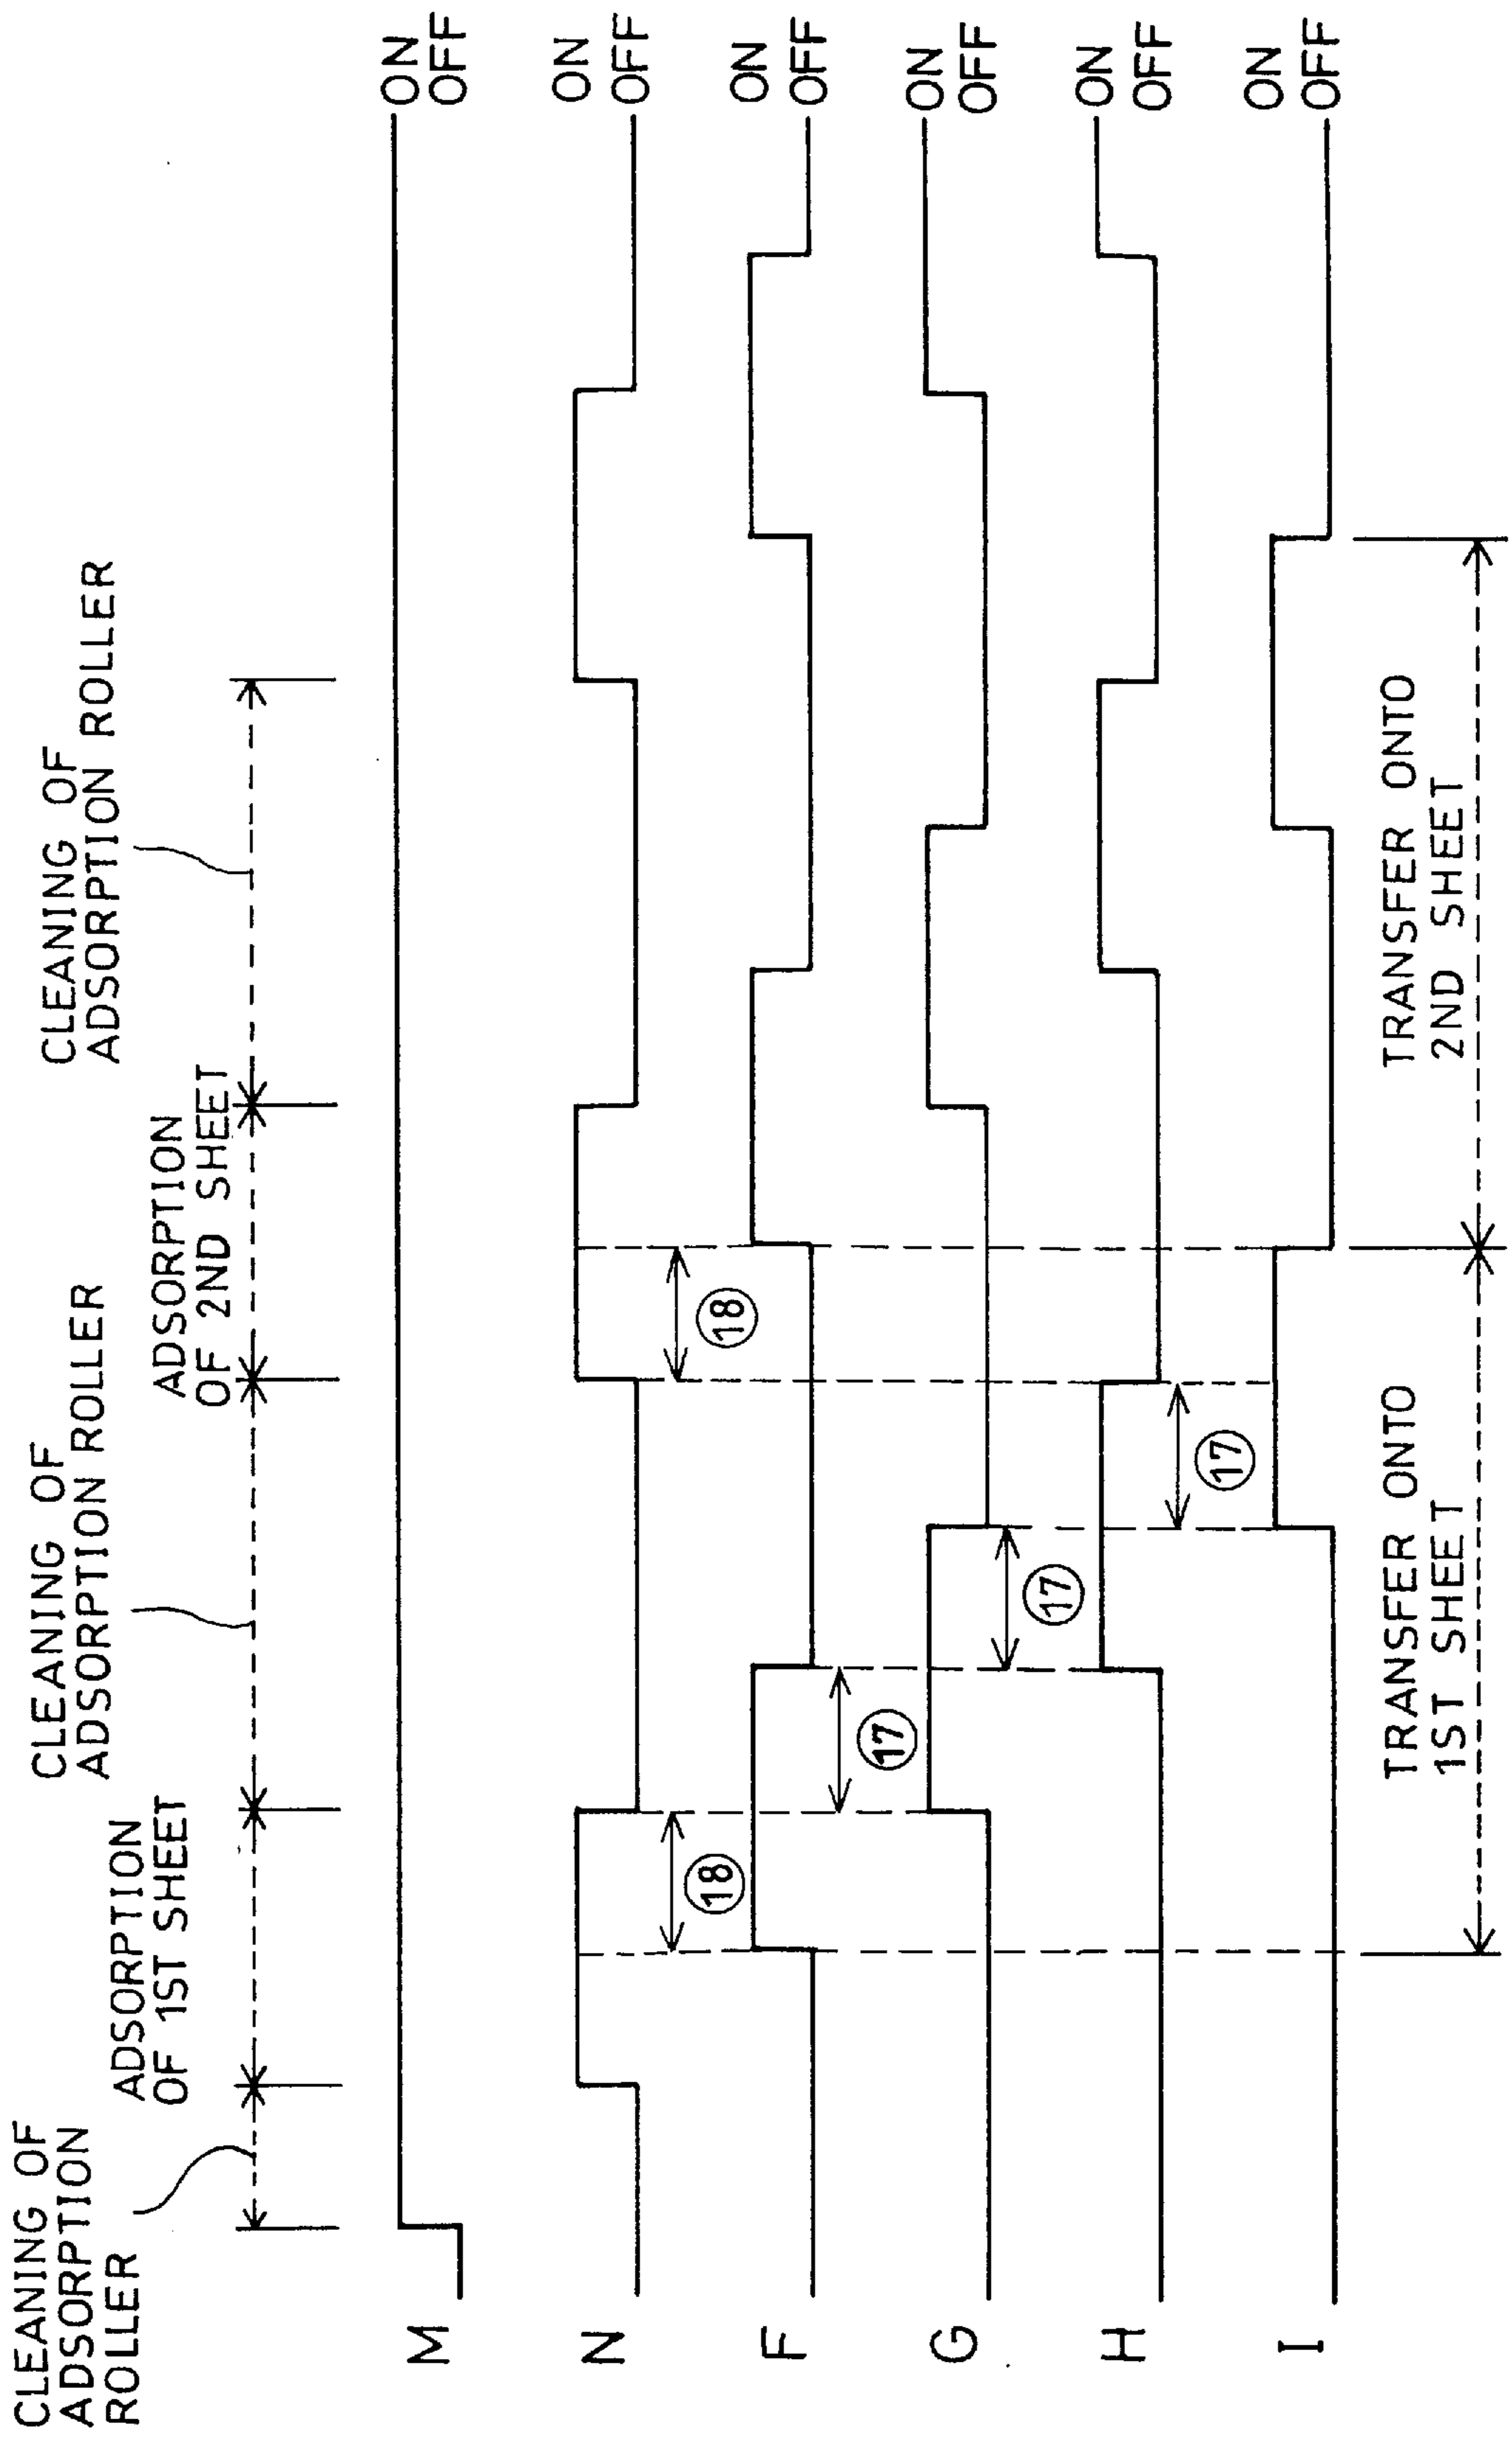 CLEANING OF
ADSORPTION
ROLLER
ADSORPTION
OF 1ST SHEET
CLEANING OF
ADSORPTION ROLLER
ADSORPTION
OF 2ND SHEET
CLEANING OF
ADSORPTION ROLLER
M
ON
OFF
N
18
18
ON
OFF
F
17
ON
OFF
G
17
ON
OFF
H
17
ON
OFF
I
ON
OFF
TRANSFER ONTO
1ST SHEET
TRANSFER ONTO
2ND SHEET